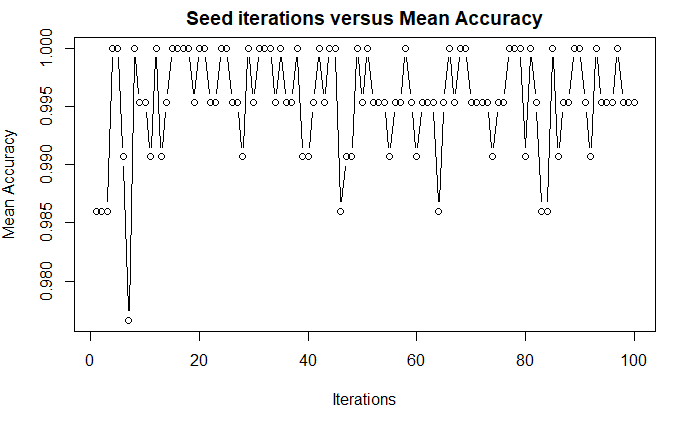 Seed iterations versus Mean Accuracy
Mean Accuracy
1.000
0.995
0.990
0.985
0.980
0 20 40 60 80 100
Iterations